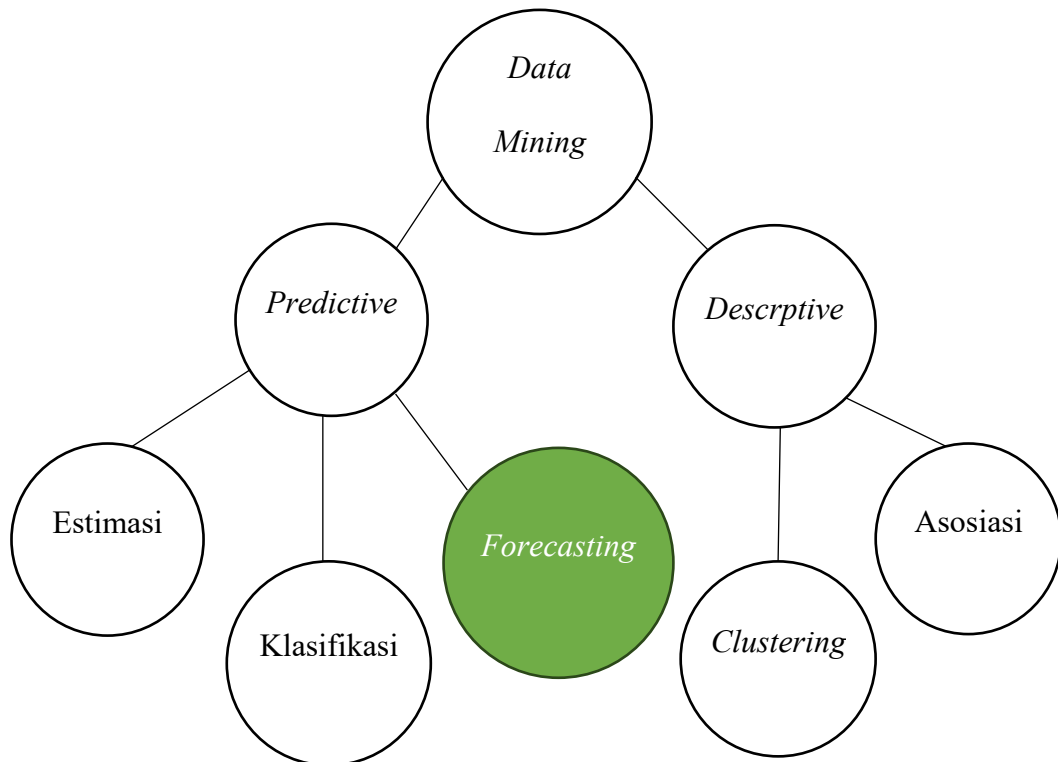 Data
Mining
Predictive
Descrptive
Estimasi
Klasifikasi
Forecasting
Clustering
Asosiasi